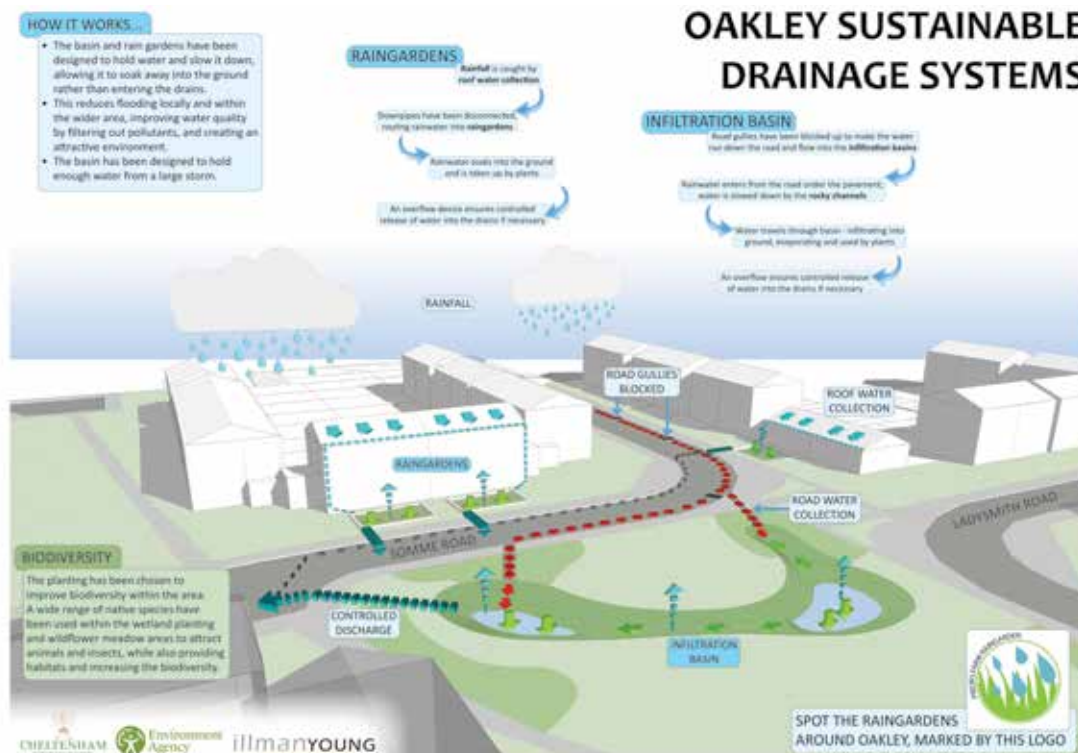 OAKLEY SUSTAINABLE
DRAINAGE SYSTEMS
HOW IT WORKS...
• The basin and rain gardens have been
designed to hold water and slow it down,
allowing it to soak away into the ground
rather than entering the drains.
• This reduces flooding locally and within
the wider area, improving water quality
by filtering out pollutants, and creating an
attractive environment.
• The basin has been designed to hold
enough water from a large storm.
RAINGARDENS
Rainfall is caught by
roof water collection
Downpipes have been disconnected,
routing rainwater into raingardens
Rainwater soaks into the ground
and is taken up by plants
An overflow device ensures controlled
release of water into the drains if necessary
INFILTRATION BASIN
Road gullies have been blocked up to make the water
run down the road and flow into the infiltration basins
Rainwater enters from the road under the pavement,
water is slowed down by the rocky channels
Water travels through basin - infiltrating into
ground, evaporating and used by plants
An overflow ensures controlled release
of water into the drains if necessary
RAINFALL
ROAD GULLIES
BLOCKED
ROOF WATER
COLLECTION
RAINGARDENS
ROAD WATER
COLLECTION
LADYSMITH ROAD
SOMME ROAD
CONTROLLED
DISCHARGE
INFILTRATION
BASIN
BIODIVERSITY
The planting has been chosen to
improve biodiversity within the area.
A wide range of native species have
been used within the wetland planting
and wildflower meadow areas to attract
animals and insects, while also providing
habitats and increasing the biodiversity.
CHELTENHAM
Environment
Agency
illmanYOUNG
RAINGARDEN
SPOT THE RAINGARDENS
AROUND OAKLEY, MARKED BY THIS LOGO